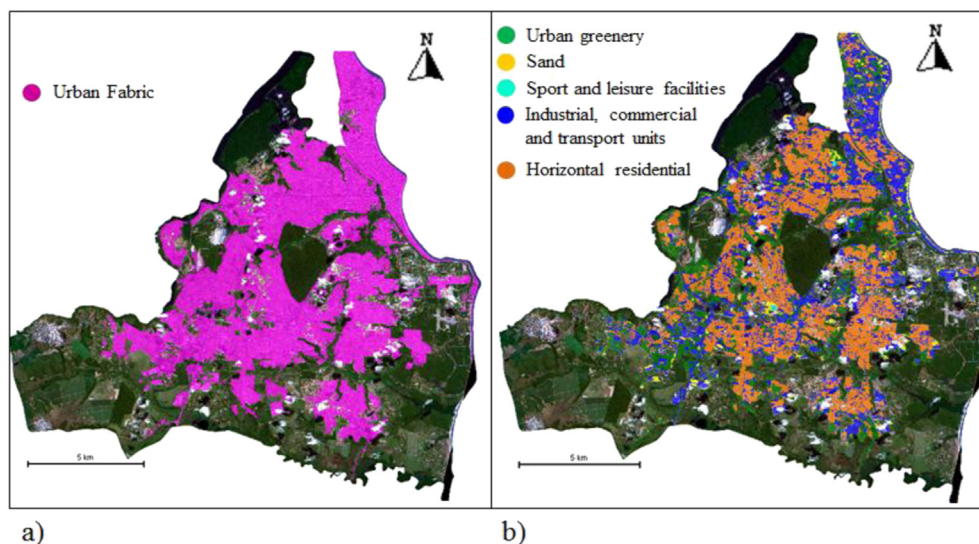 N
Urban Fabric
5 km
a)
N
Urban greenery
Sand
Sport and leisure facilities
Industrial, commercial
and transport units
Horizontal residential
5 km
b)